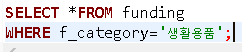 SELECT *FROM funding
WHERE f_category='생활용품';